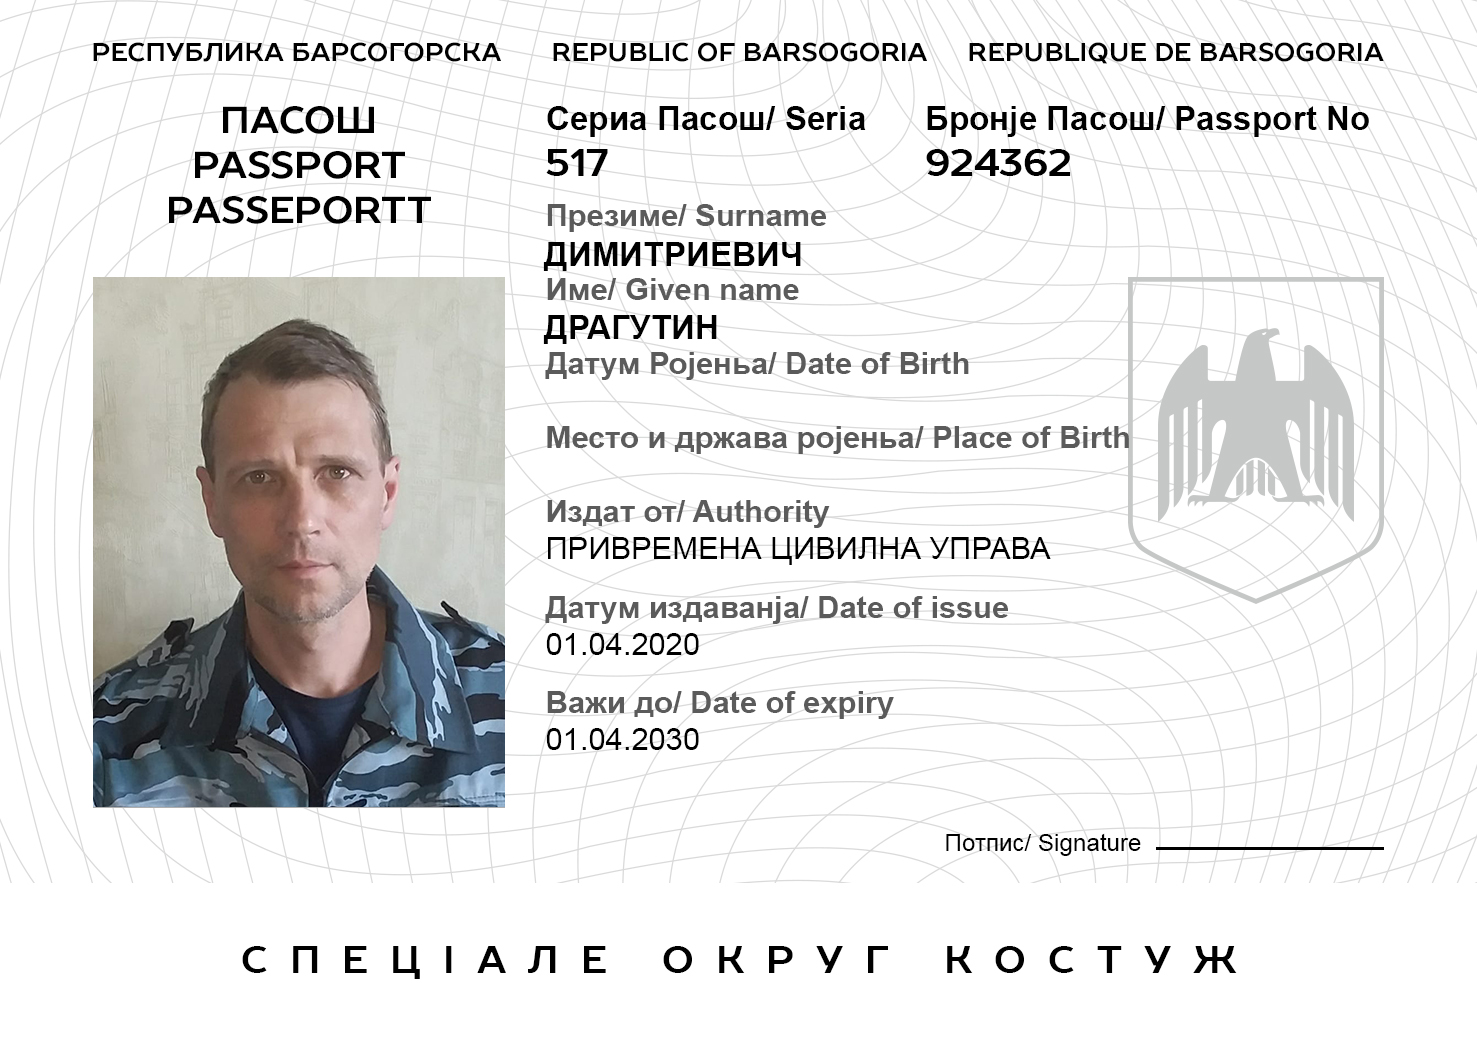 РЕСПУБЛИКА БАРСОГОРСКА REPUBLIC OF BARSOGORIA REPUBLIQUE DE BARSOGORIA
ПАСОШ
PASSPORT
PASSEPORTT
Сериа Пасош/ Seria
517
Бронје Пасош/ Passport No
924362
Презиме/ Surname
ДИМИТРИЕВИЧ
Име/ Given name
ДРАГУТИН
Датум Ројеньа/ Date of Birth
Место и држава ројеньа/ Place of Birth
Издат от/ Authority
ПРИВРЕМЕНА ЦИВИЛНА УПРАВА
Датум издаванја/ Date of issue
01.04.2020
Важи до/ Date of expiry
01.04.2030
Потпис/ Signature
СПЕЦІАЛЕ ОКРУГ КОСТУЖ